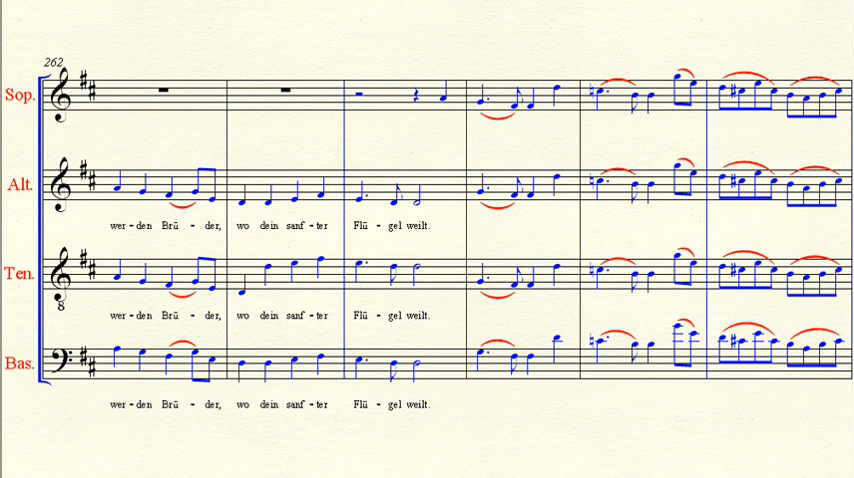 262
Sop.
Alt.
wer - den Brü - der, wo dein sanf - ter Flü - gel weilt.
Ten.
8
wer - den Brü - der, wo dein sanf - ter Flü - gel weilt.
Bas.
wer - den Brü - der, wo dein sanf - ter Flü - gel weilt.